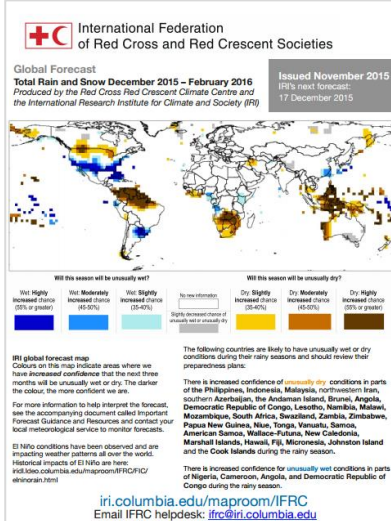 International Federation
of Red Cross and Red Crescent Societies
Global Forecast
Total Rain and Snow December 2015 – February 2016
Produced by the Red Cross Red Crescent Climate Centre and
the International Research Institute for Climate and Society (IRI)
Issued November 2015
IRI's next forecast:
17 December 2015
Will this season will be unusually wet?
Will this season will be unusually dry?
Wet: Highly
increased chance
(55% or greater)
Wet: Moderately
increased chance
(45-50%)
Wet: Slightly
increased chance
(35-40%)
No new information
Slightly decreased chance of
unusually wet or unusually dry
Dry: Slightly
increased chance
(35-40%)
Dry: Moderately
increased chance
(45-50%)
Dry: Highly
increased chance
(55% or greater)
IRI global forecast map
Colours on this map indicate areas where we
have increased confidence that the next three
months will be unusually wet or dry. The darker
the colour, the more confident we are.
For more information to help interpret the forecast,
see the accompanying document called Important
Forecast Guidance and Resources and contact your
local meteorological service to monitor forecasts.
El Niño conditions have been observed and are
impacting weather patterns all over the world.
Historical impacts of El Niño are here:
iridl.ldeo.columbia.edu/maproom/IFRC/FIC/
elninorain.html
The following countries are likely to have unusually wet or dry
conditions during their rainy seasons and should review their
preparedness plans:
There is increased confidence of unusually dry conditions in parts
of the Philippines, Indonesia, Malaysia, northwestern Iran,
southern Azerbaijan, the Andaman Island, Brunei, Angola,
Democratic Republic of Congo, Lesotho, Namibia, Malawi,
Mozambique, South Africa, Swaziland, Zambia, Zimbabwe,
Papua New Guinea, Niue, Tonga, Vanuatu, Samoa,
American Samoa, Wallace-Futuna, New Caledonia,
Marshall Islands, Hawaii, Fiji, Micronesia, Johnston Island
and the Cook Islands during the rainy season.
There is increased confidence for unusually wet conditions in parts
of Nigeria, Cameroon, Angola, and Democratic Republic of
Congo during the rainy season.
iri.columbia.edu/maproom/IFRC
Email IFRC helpdesk: ifrc@iri.columbia.edu